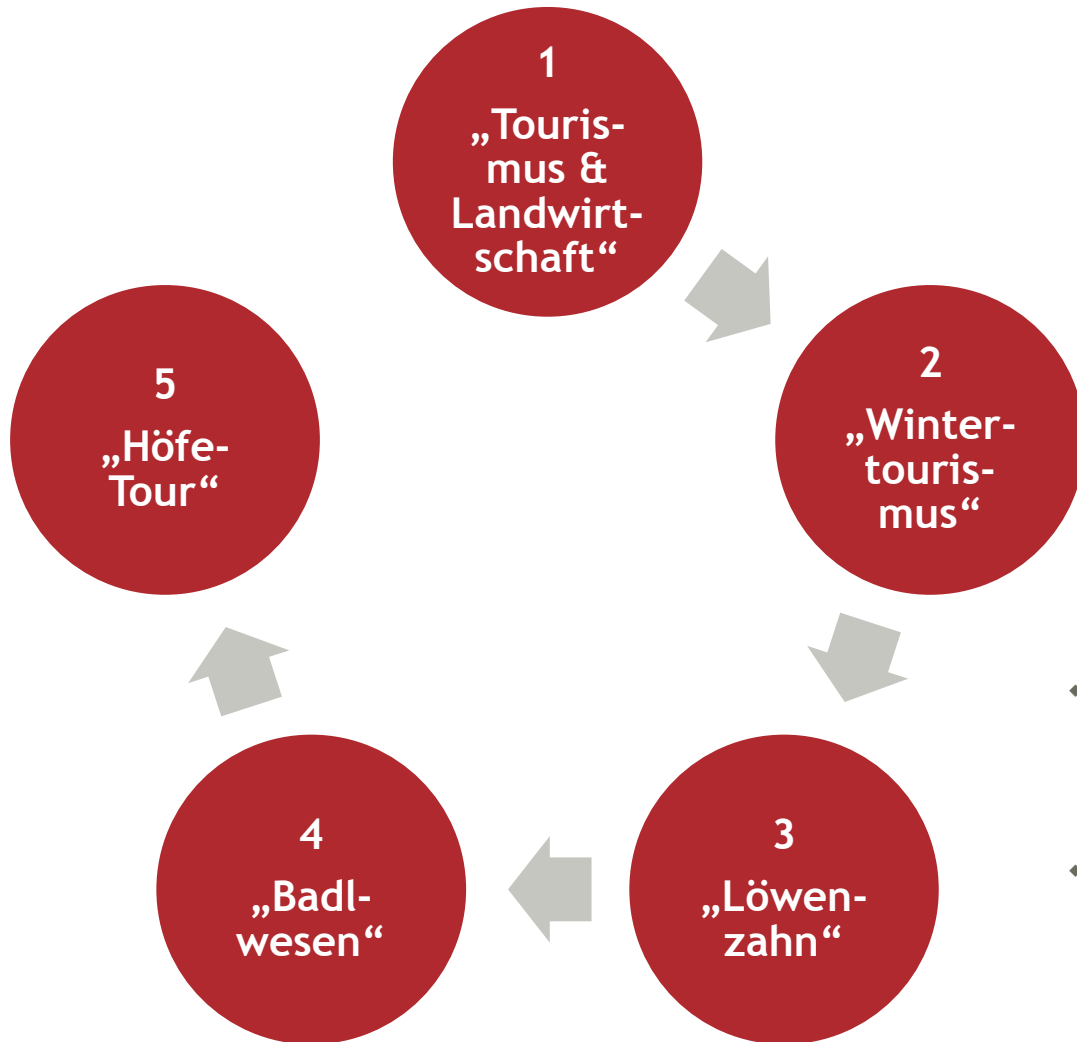 1
„Touris-
mus &
Landwirt-
schaft“
2
„Winter-
touris-
mus“
3
„Löwen-
zahn“
4
„Badl-
wesen“
5
„Höfe-
Tour“